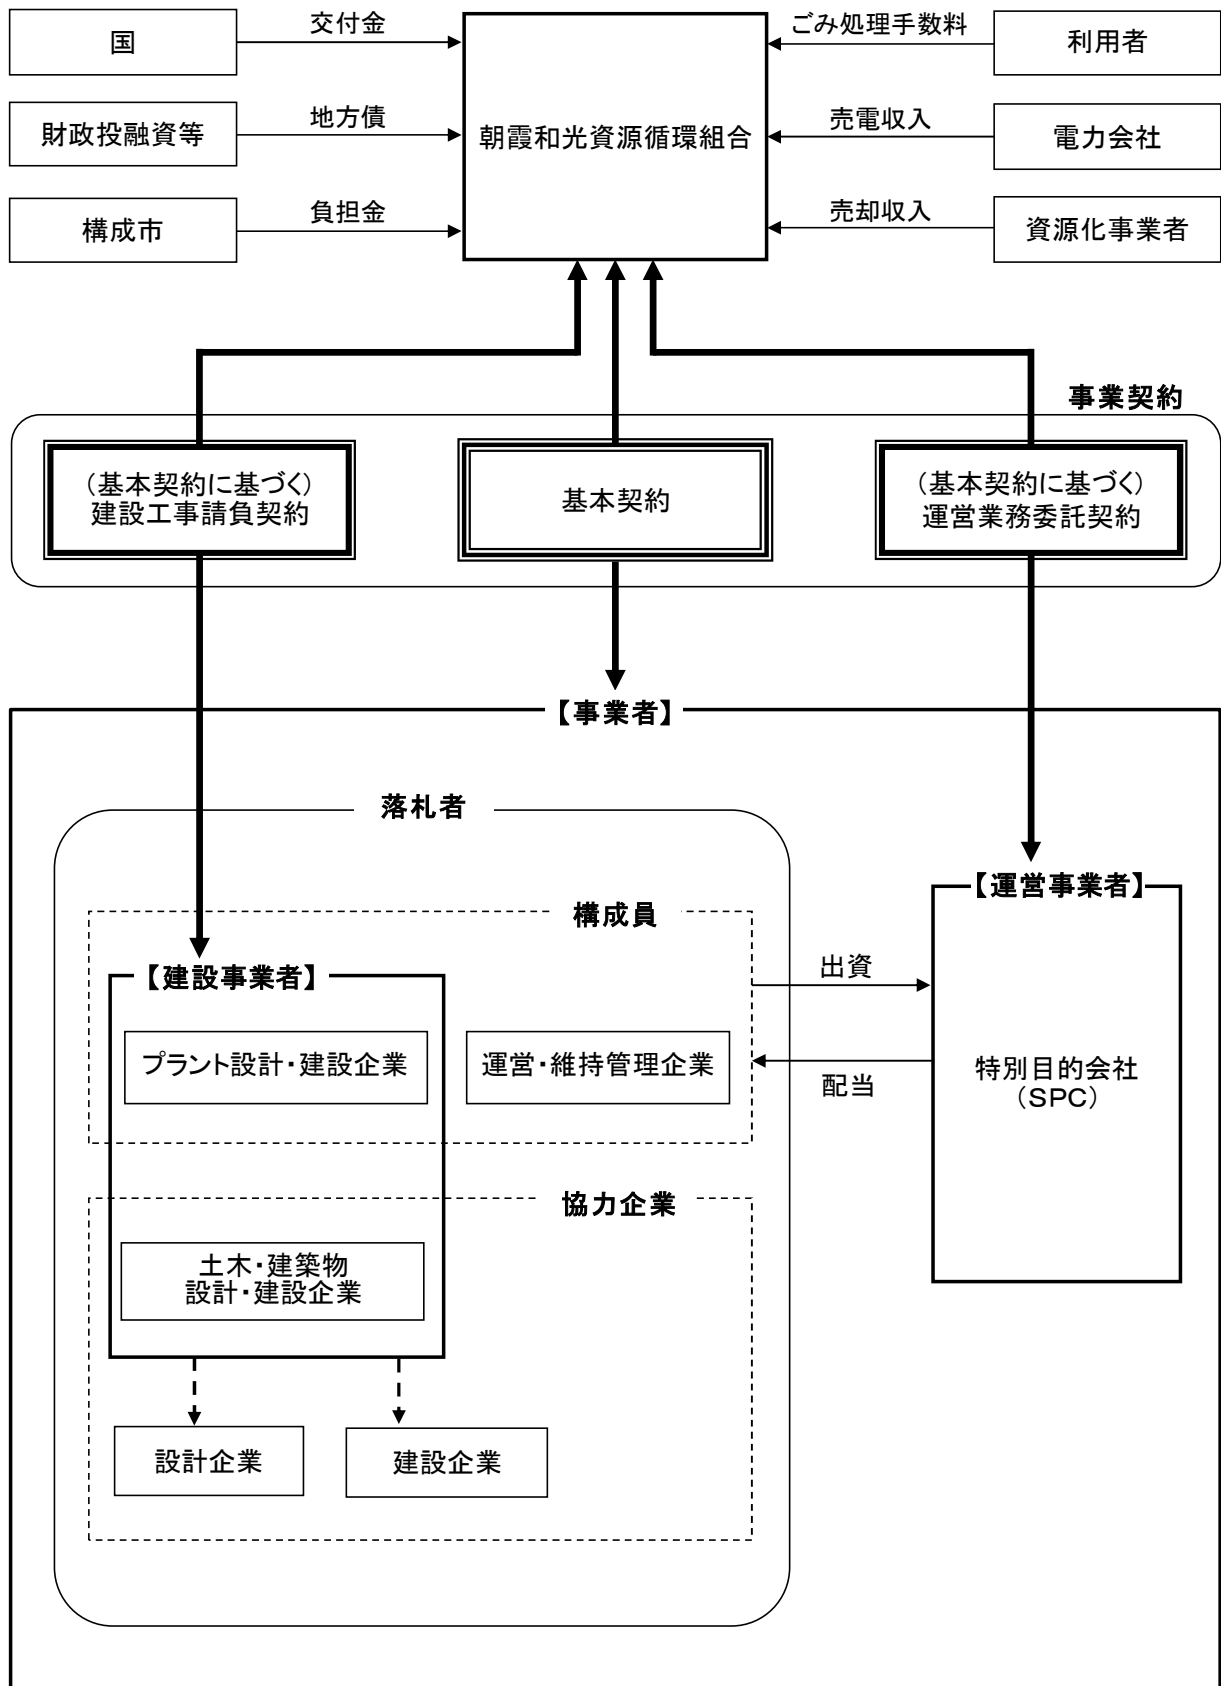 国
交付金
ごみ処理手数料
利用者
財政投融資等
地方債
朝霞和光資源循環組合
売電収入
電力会社
構成市
負担金
売却収入
資源化事業者
事業契約
（基本契約に基づく）
建設工事請負契約
基本契約
（基本契約に基づく）
運営業務委託契約
【事業者】
落札者
【運営事業者】
構成員
【建設事業者】
出資
プラント設計・建設企業
運営・維持管理企業
配当
特別目的会社
（SPC）
協力企業
土木・建築物
設計・建設企業
設計企業
建設企業